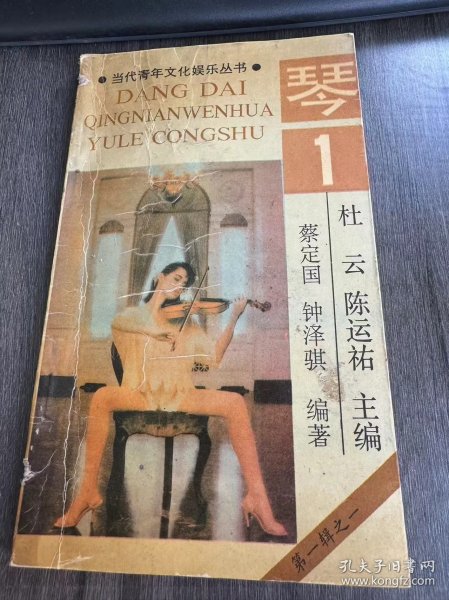 ●当代青年文化娱乐丛书●
DANG DAI
QINGNIANWENHUA
YULE CONGSHU
琴
1
杜云 陈运祐 主编
蔡定国 钟泽骐 编著
第一辑之一
孔夫子旧书网
www.kongfz.com